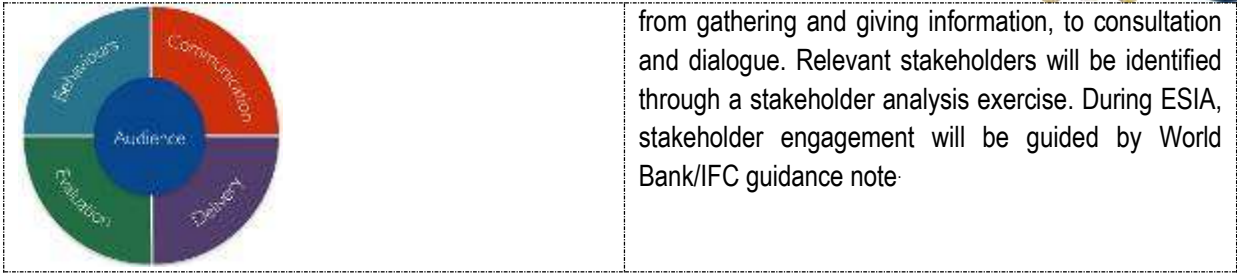 Behaviours
Communication
Audience
Evaluation
Delivery
from gathering and giving information, to consultation
and dialogue. Relevant stakeholders will be identified
through a stakeholder analysis exercise. During ESIA,
stakeholder engagement will be guided by World
Bank/IFC guidance note.